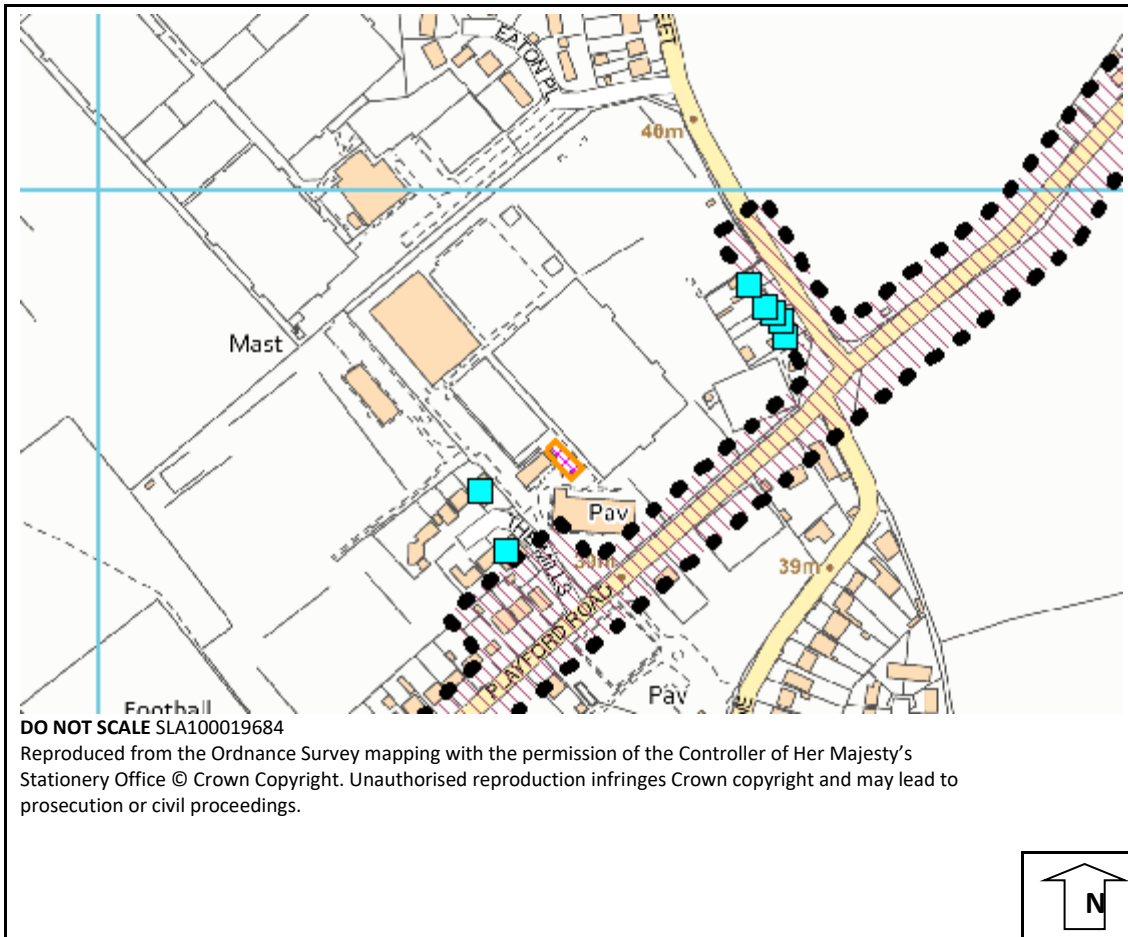 EATON PL
40m
Mast
Pav
THE MILLS
39m
PLAYFORD ROAD
Pav
DO NOT SCALE SLA100019684
Reproduced from the Ordnance Survey mapping with the permission of the Controller of Her Majesty's
Stationery Office © Crown Copyright. Unauthorised reproduction infringes Crown copyright and may lead to
prosecution or civil proceedings.
N